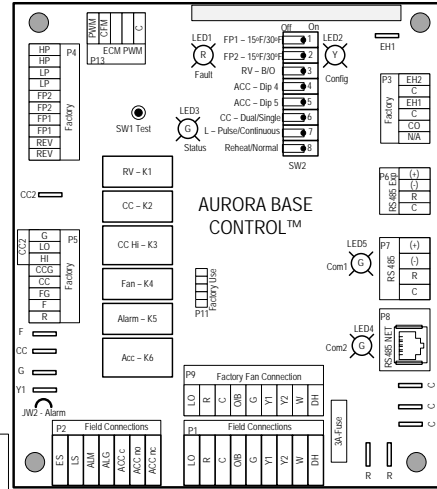 PWM
CFM
C
ECM PWM
P13
LED1
R
Fault
Off On
FP1 – 15ºF/30ºF
1
FP2 – 15ºF/30ºF
2
RV – B/O
3
ACC – Dip 4
4
ACC – Dip 5
5
CC – Dual/Single
6
L – Pulse/Continuous
7
Reheat/Normal
8
SW2
LED2
Y
Config
EH1
HP
HP
LP
LP
FP2
FP2
FP1
FP1
REV
REV
P4
Factory
SW1 Test
LED3
G
Status
P3
Factory
EH2
C
EH1
C
CO
N/A
CC2
RV – K1
CC – K2
CC Hi – K3
Fan – K4
Alarm – K5
Acc – K6
AURORA BASE
CONTROL™
P6
RS485 Exp
(+)
(-)
R
C
CC2
G
LO
HI
CCG
CC
FG
F
R
P5
Factory
Factory Use
P11
LED5
G
Com1
P7
RS 485
(+)
(-)
R
C
LED4
G
Com2
P8
RS485 NET
F
CC
G
Y1
JW2 - Alarm
P9
Factory Fan Connection
LO
R
C
O/B
G
Y1
Y2
W
DH
P2
Field Connections
ES
LS
ALM
ALG
ACC c
ACC no
ACC nc
P1
Field Connections
LO
R
C
O/B
G
Y1
Y2
W
DH
3A-Fuse
C
C
C
R
R